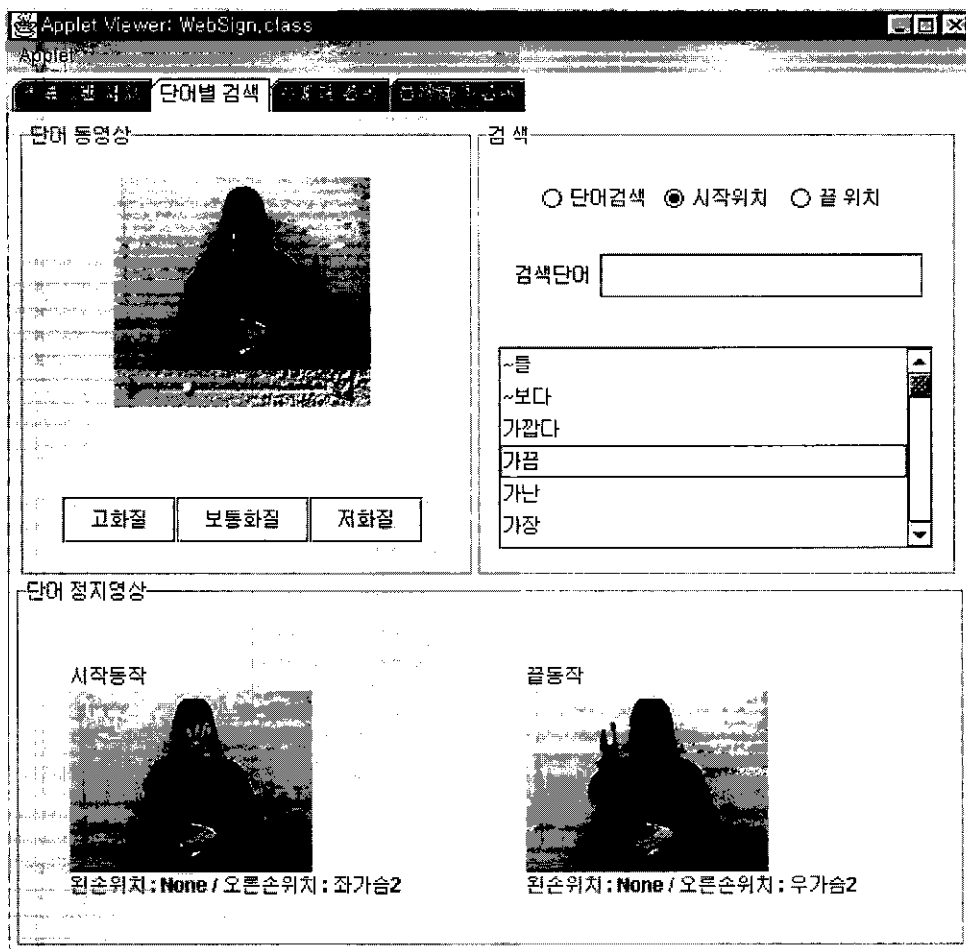 Applet Viewer: WebSign.class
Applet
단어별 검색
단어 동영상
검 색
단어검색 시작위치 끝 위치
검색단어
~들
~보다
가깝다
가끔
가난
가장
고화질 보통화질 저화질
단어 정지영상
시작동작 끝동작
왼손위치 : None / 오른손위치 : 좌가슴2
왼손위치 : None / 오른손위치 : 우가슴2